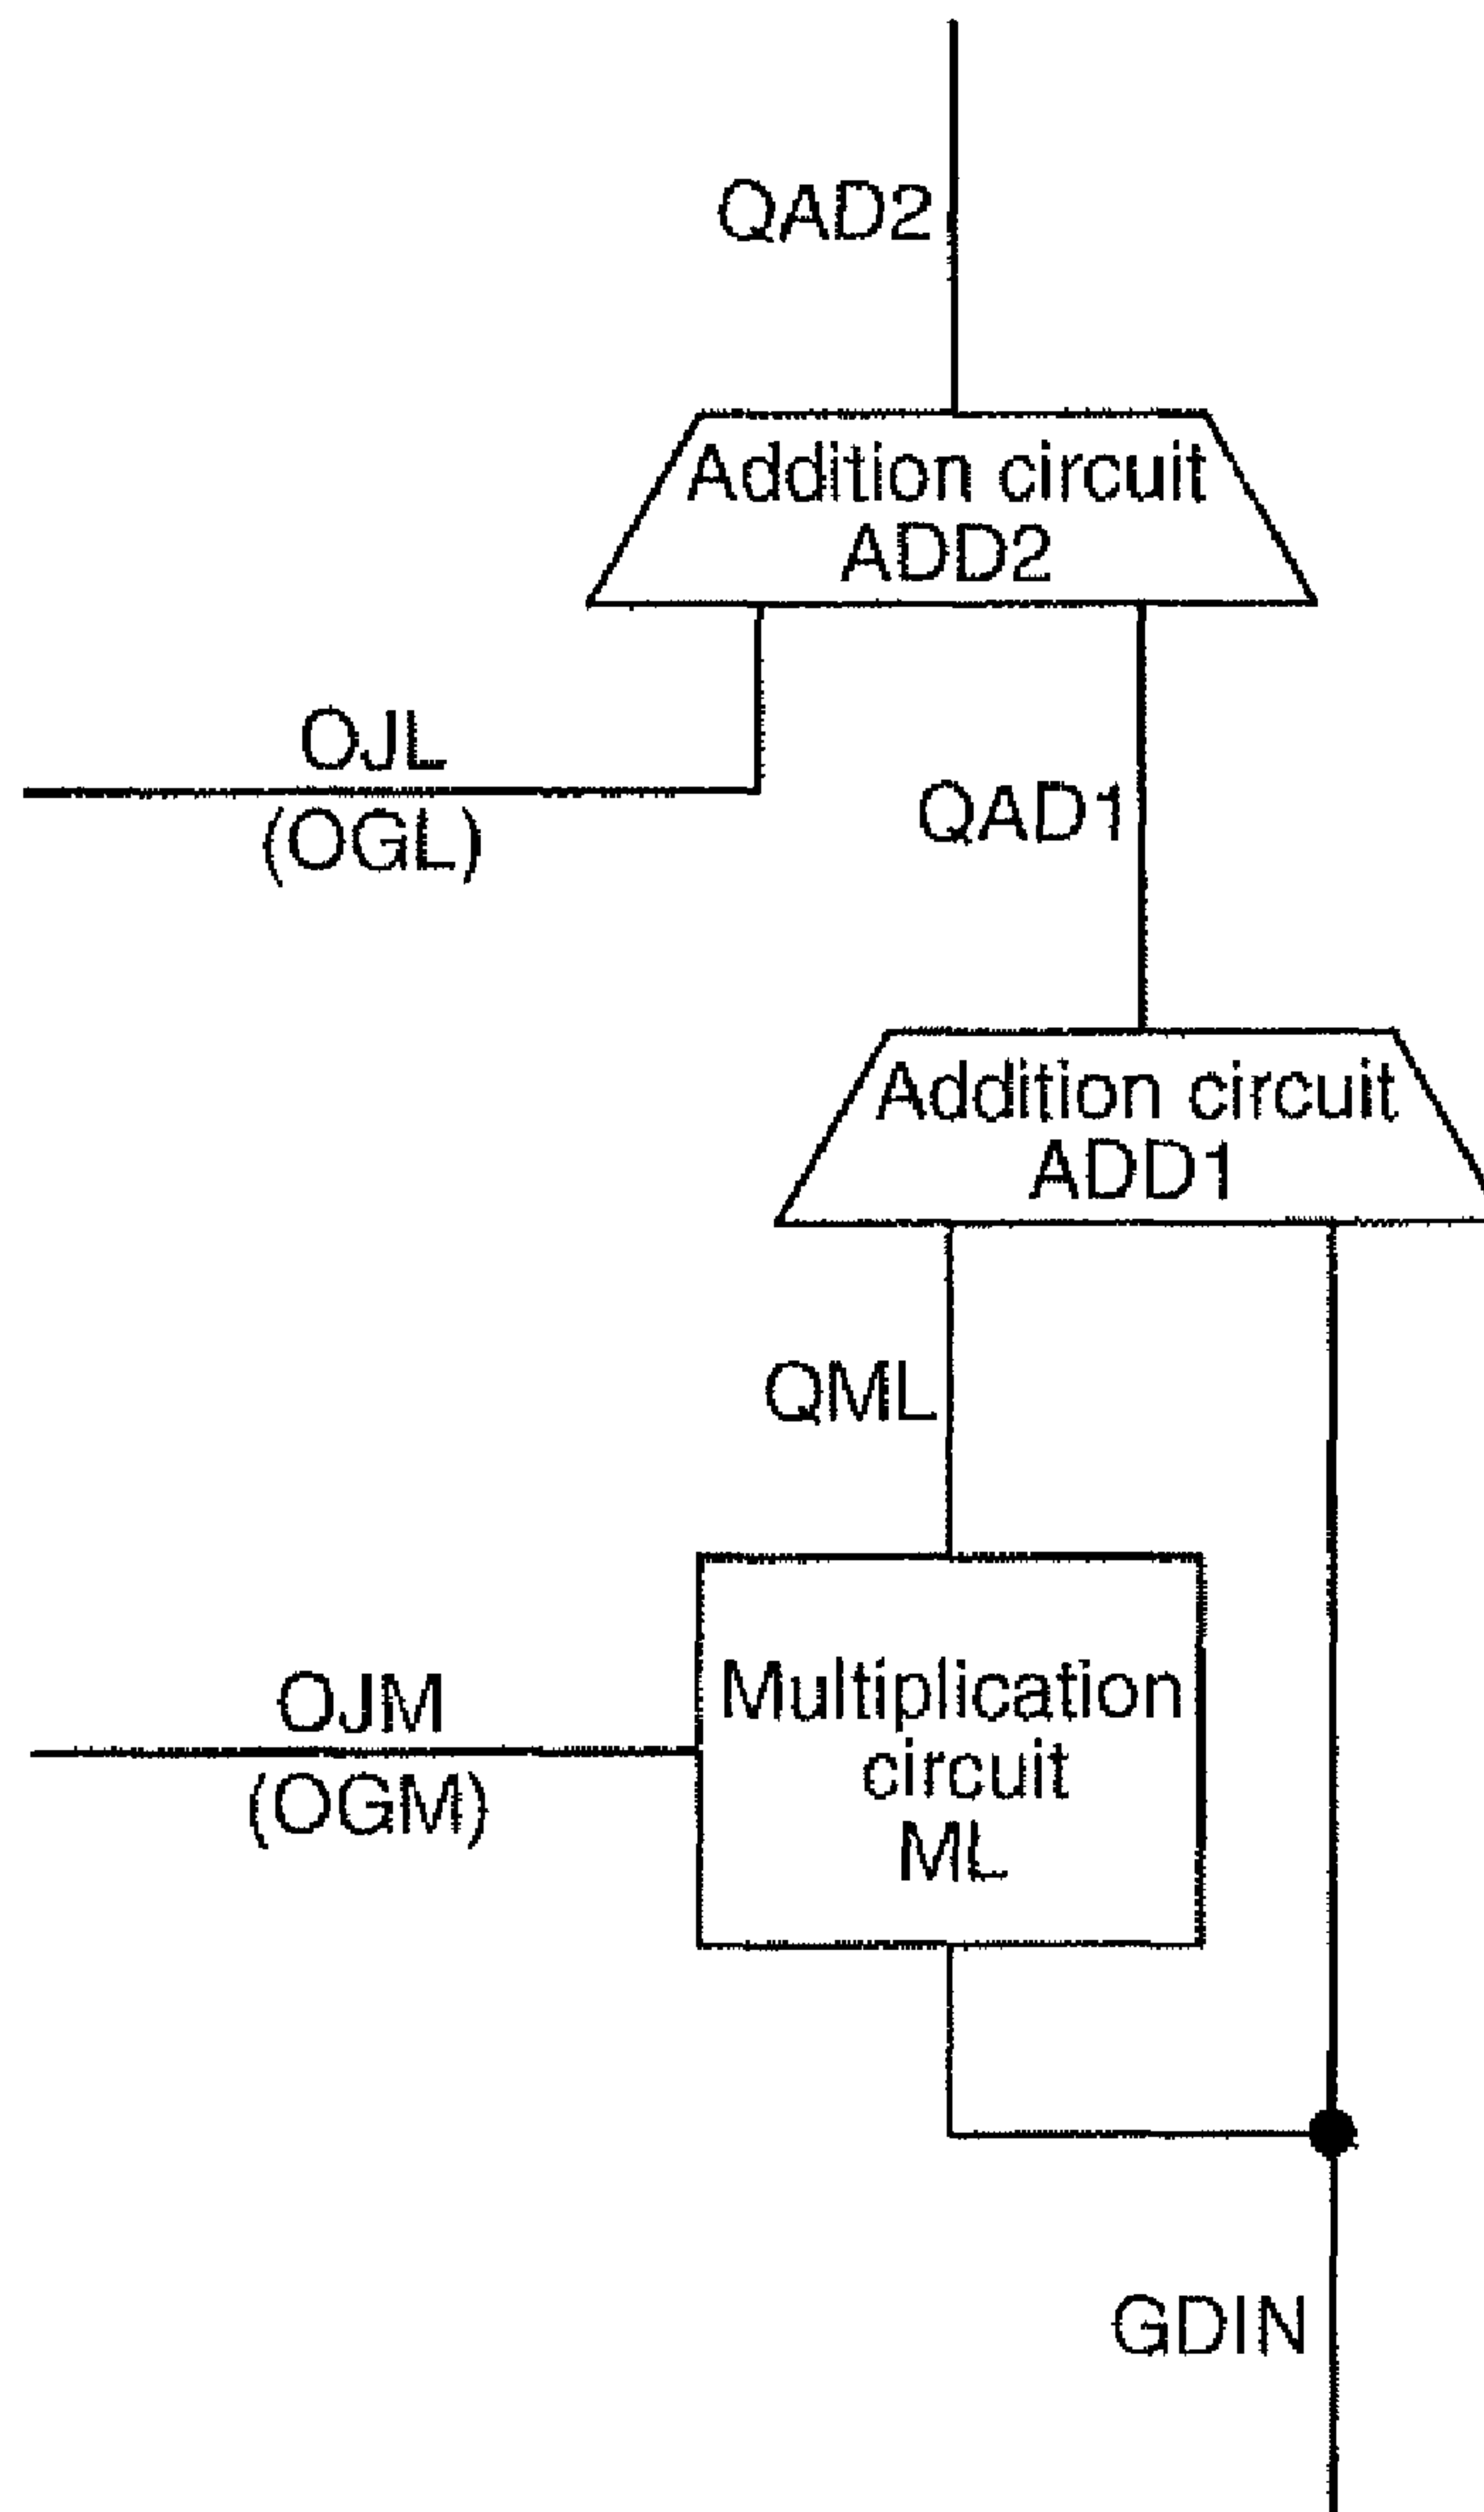 QAD2
Addition circuit
ADD2
OJL
(OGL)
QAD1
Addition circuit
ADD1
QML
OJM
(OGM)
Multiplication
circuit
ML
GDIN